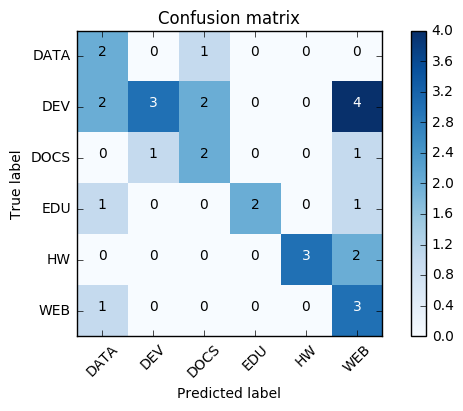 Confusion matrix
True label
DATA 2 0 1 0 0 0
DEV 2 3 2 0 0 4
DOCS 0 1 2 0 0 1
EDU 1 0 0 2 0 1
HW 0 0 0 0 3 2
WEB 1 0 0 0 0 3
DATA DEV DOCS EDU HW WEB
Predicted label
4.0
3.6
3.2
2.8
2.4
2.0
1.6
1.2
0.8
0.4
0.0